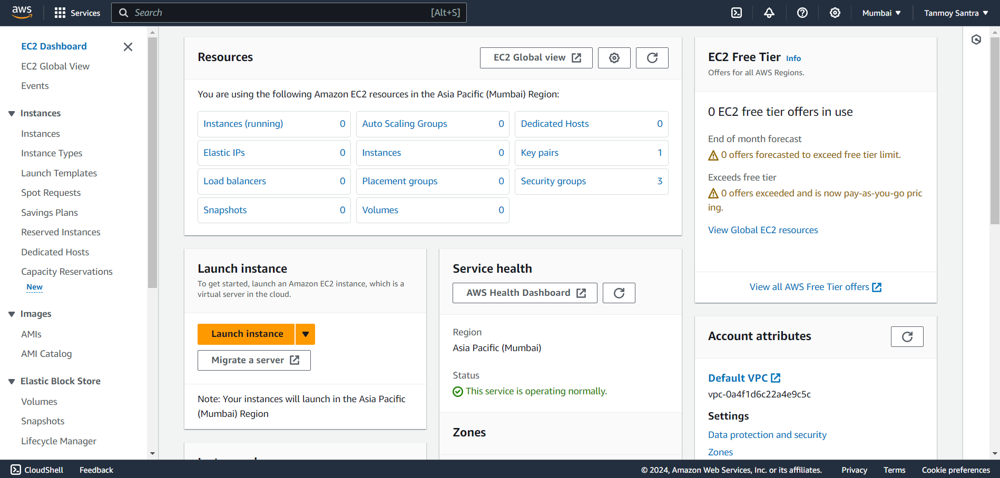 aws
Services
Search
[Alt+S]
Mumbai
Tanmoy Santra
EC2 Dashboard
EC2 Global View
Events
Instances
Instances
Instance Types
Launch Templates
Spot Requests
Savings Plans
Reserved Instances
Dedicated Hosts
Capacity Reservations
New
Images
AMIs
AMI Catalog
Elastic Block Store
Volumes
Snapshots
Lifecycle Manager
Resources
EC2 Global view
You are using the following Amazon EC2 resources in the Asia Pacific (Mumbai) Region:
Instances (running) 0
Auto Scaling Groups 0
Dedicated Hosts 0
Elastic IPs 0
Instances 0
Key pairs 1
Load balancers 0
Placement groups 0
Security groups 3
Snapshots 0
Volumes 0
Launch instance
To get started, launch an Amazon EC2 instance, which is a
virtual server in the cloud.
Launch instance
Migrate a server
Note: Your instances will launch in the Asia Pacific
(Mumbai) Region
Service health
AWS Health Dashboard
Region
Asia Pacific (Mumbai)
Status
This service is operating normally.
Zones
EC2 Free Tier Info
Offers for all AWS Regions.
0 EC2 free tier offers in use
End of month forecast
0 offers forecasted to exceed free tier limit.
Exceeds free tier
0 offers exceeded and is now pay-as-you-go pric
ing.
View Global EC2 resources
View all AWS Free Tier offers
Account attributes
Default VPC
vpc-0a4f1d6c22a4e9c5c
Settings
Data protection and security
Zones
CloudShell
Feedback
© 2024, Amazon Web Services, Inc. or its affiliates.
Privacy
Terms
Cookie preferences